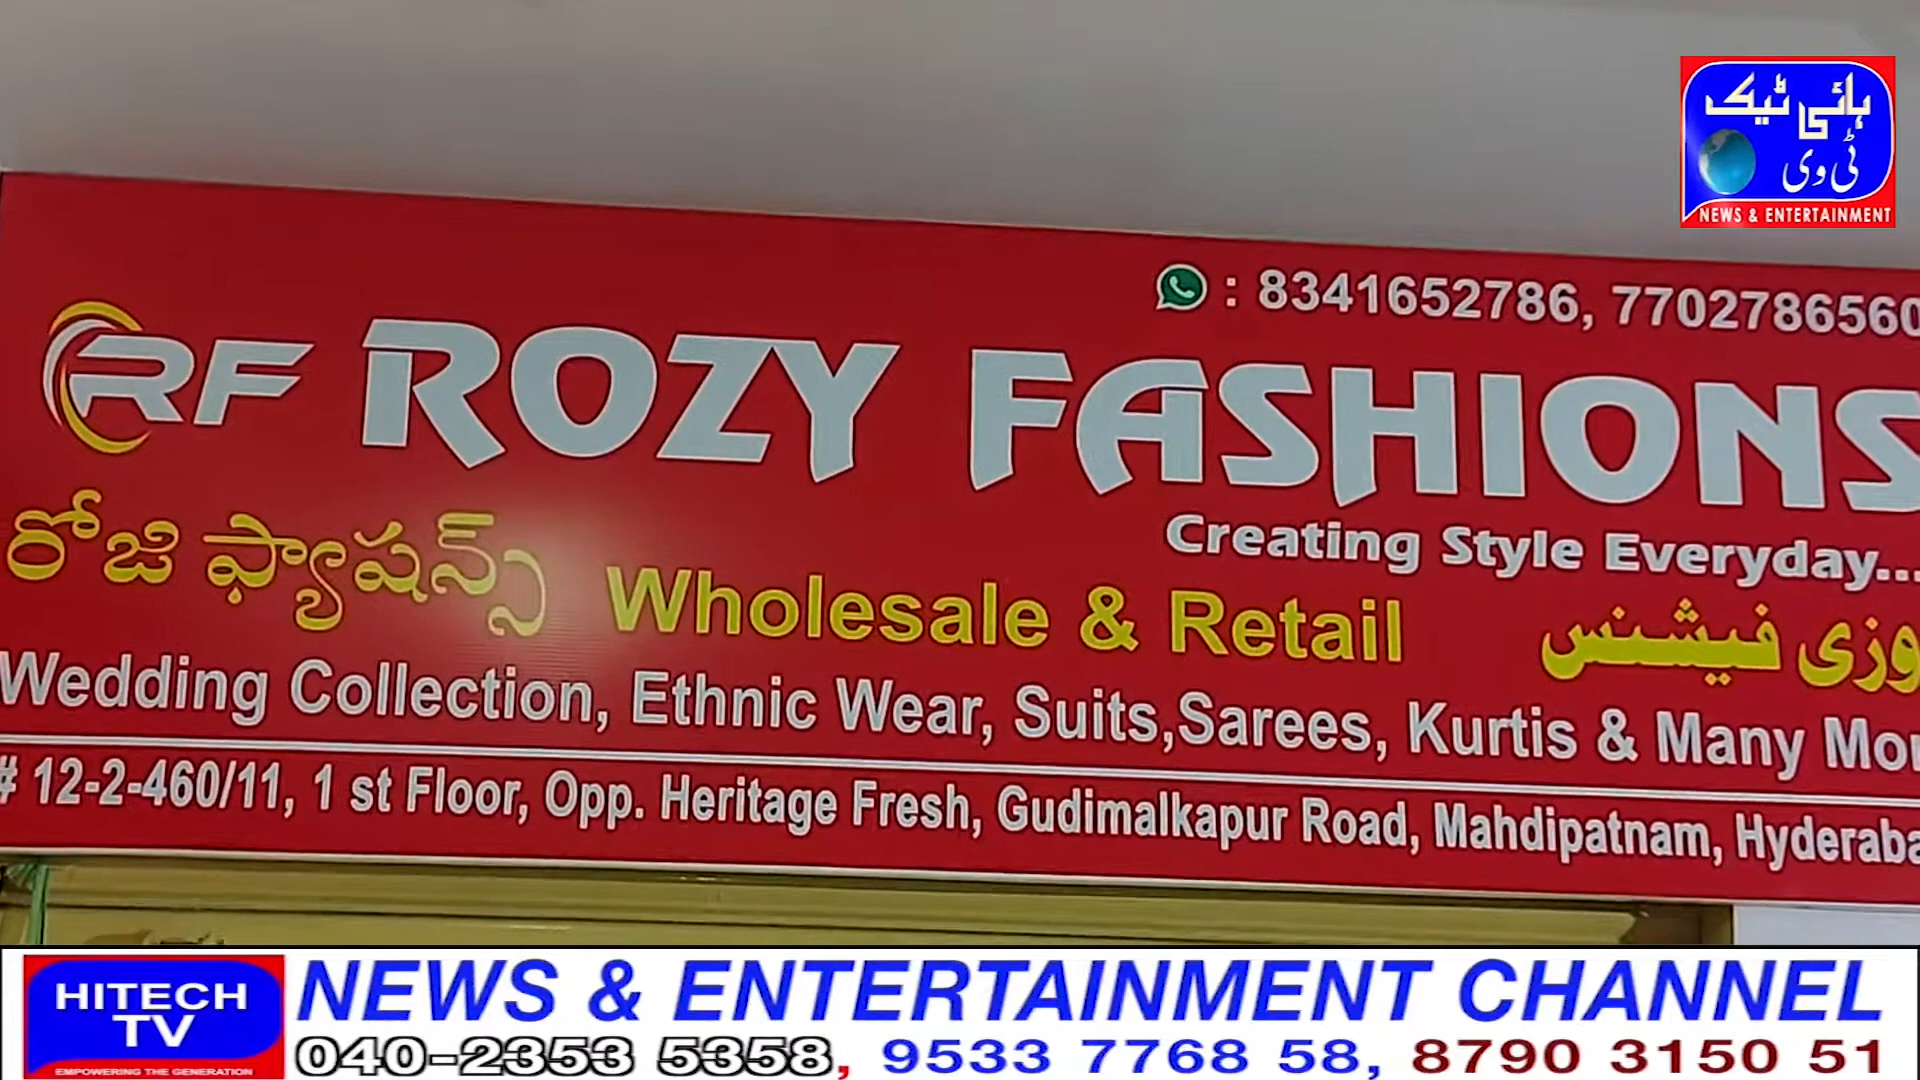 ہائی ٹیک
ٹی وی
NEWS & ENTERTAINMENT
: 8341652786, 7702786560
RF ROZY FASHIONS
Creating Style Everyday...
రోజి ఫ్యాషన్స్ Wholesale & Retail وزی فیشنس
Wedding Collection, Ethnic Wear, Suits,Sarees, Kurtis & Many Mor
# 12-2-460/11, 1 st Floor, Opp. Heritage Fresh, Gudimalkapur Road, Mahdipatnam, Hyderaba
HITECH TV
EMPOWERING THE GENERATION
NEWS & ENTERTAINMENT CHANNEL
040-2353 5358, 9533 7768 58, 8790 3150 51